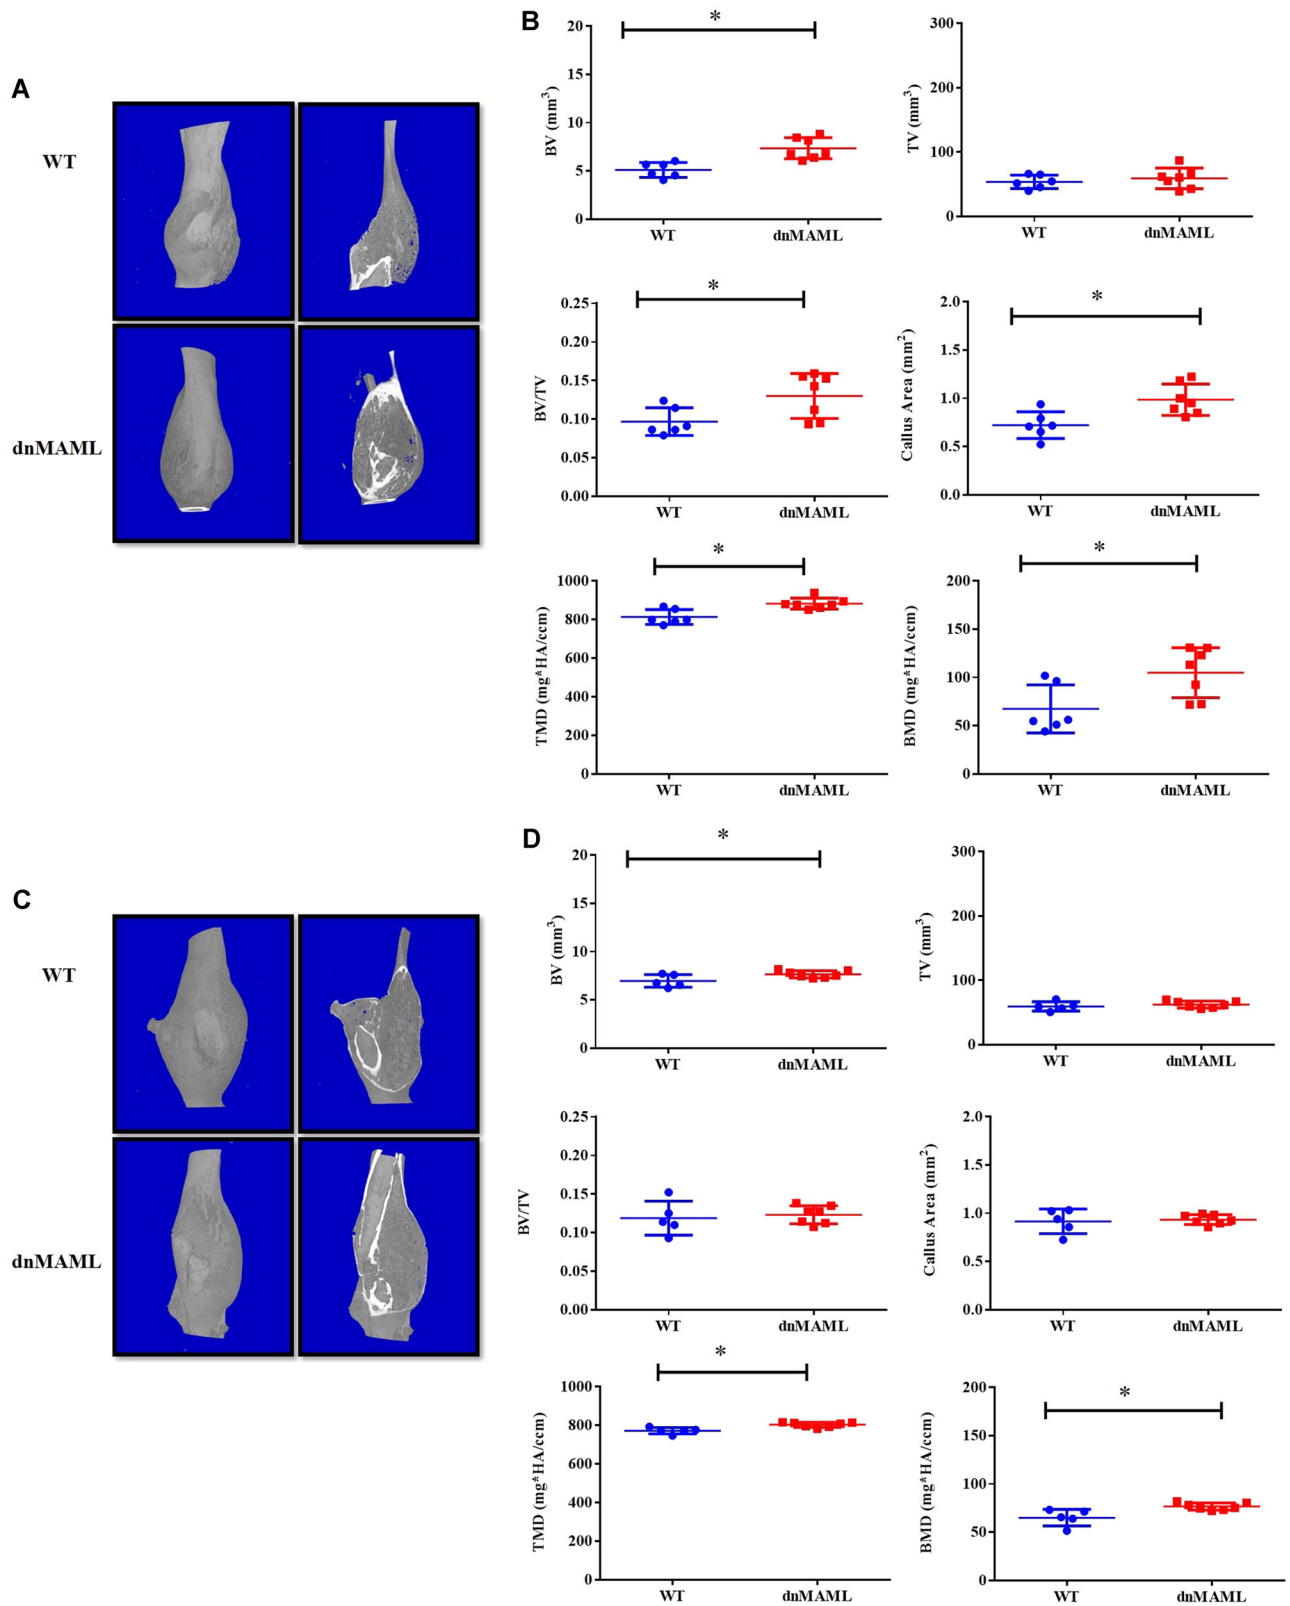 A
WT
dnMAML
B
*
20
15
10
5
0
BV (mm³)
WT
dnMAML
300
200
100
0
TV (mm³)
WT
dnMAML
*
0.25
0.20
0.15
0.10
0.05
0.00
BV/TV
WT
dnMAML
*
2.0
1.5
1.0
0.5
0.0
Callus Area (mm²)
WT
dnMAML
*
1000
800
600
400
200
0
TMD (mg*HA/ccm)
WT
dnMAML
*
200
150
100
50
0
BMD (mg*HA/ccm)
WT
dnMAML
C
WT
dnMAML
D
*
20
15
10
5
0
BV (mm³)
WT
dnMAML
300
200
100
0
TV (mm³)
WT
dnMAML
0.25
0.20
0.15
0.10
0.05
0.00
BV/TV
WT
dnMAML
2.0
1.5
1.0
0.5
0.0
Callus Area (mm²)
WT
dnMAML
*
1000
800
600
400
200
0
TMD (mg*HA/ccm)
WT
dnMAML
*
200
150
100
50
0
BMD (mg*HA/ccm)
WT
dnMAML